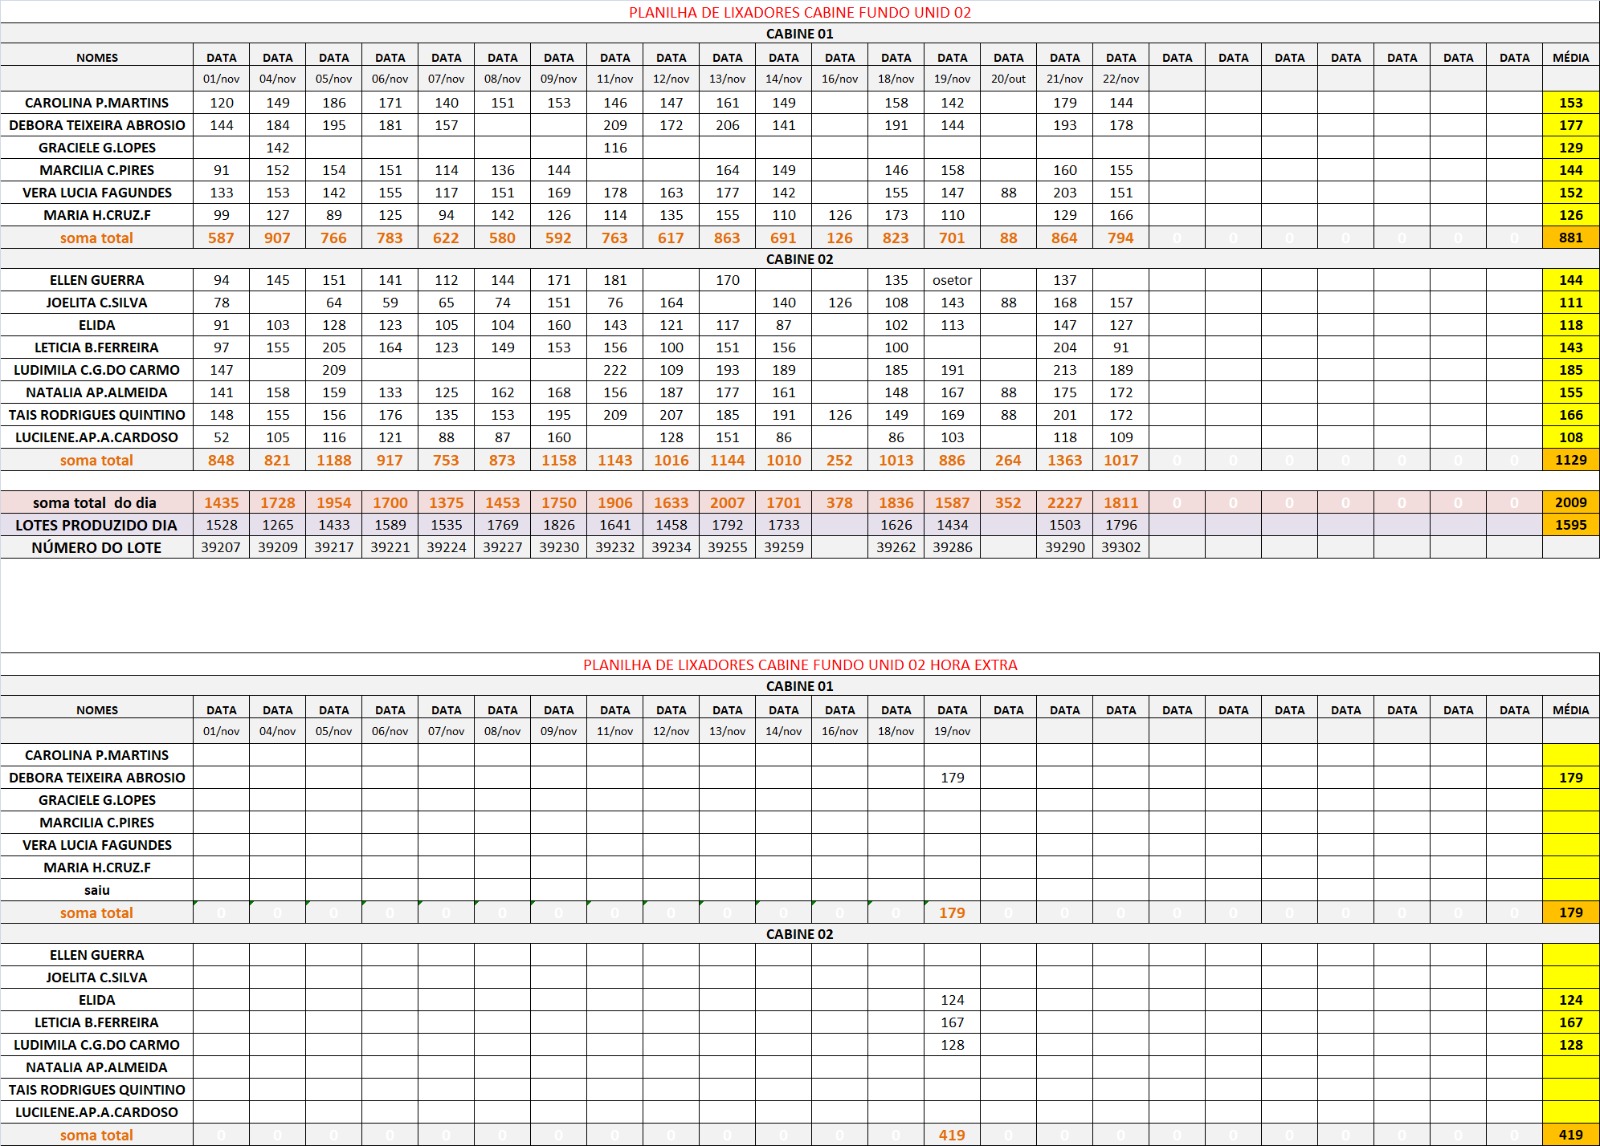 PLANILHA DE LIXADORES CABINE FUNDO UNID 02
CABINE 01
NOMES DATA DATA DATA DATA DATA DATA DATA DATA DATA DATA DATA DATA DATA DATA DATA DATA DATA DATA DATA DATA DATA DATA DATA DATA MÉDIA
01/nov 04/nov 05/nov 06/nov 07/nov 08/nov 09/nov 11/nov 12/nov 13/nov 14/nov 16/nov 18/nov 19/nov 20/out 21/nov 22/nov
CAROLINA P.MARTINS 120 149 186 171 140 151 153 146 147 161 149 158 142 179 144 153
DEBORA TEIXEIRA ABROSIO 144 184 195 181 157 209 172 206 141 191 144 193 178 177
GRACIELE G.LOPES 142 116 129
MARCILIA C.PIRES 91 152 154 151 114 136 144 164 149 146 158 160 155 144
VERA LUCIA FAGUNDES 133 153 142 155 117 151 169 178 163 177 142 155 147 88 203 151 152
MARIA H.CRUZ.F 99 127 89 125 94 142 126 114 135 155 110 126 173 110 129 166 126
soma total 587 907 766 783 622 580 592 763 617 863 691 126 823 701 88 864 794 0 0 0 0 0 0 0 881
CABINE 02
ELLEN GUERRA 94 145 151 141 112 144 171 181 170 135 osetor 137 144
JOELITA C.SILVA 78 64 59 65 74 151 76 164 140 126 108 143 88 168 157 111
ELIDA 91 103 128 123 105 104 160 143 121 117 87 102 113 147 127 118
LETICIA B.FERREIRA 97 155 205 164 123 149 153 156 100 151 156 100 204 91 143
LUDIMILA C.G.DO CARMO 147 209 222 109 193 189 185 191 213 189 185
NATALIA AP.ALMEIDA 141 158 159 133 125 162 168 156 187 177 161 148 167 88 175 172 155
TAIS RODRIGUES QUINTINO 148 155 156 176 135 153 195 209 207 185 191 126 149 169 88 201 172 166
LUCILENE.AP.A.CARDOSO 52 105 116 121 88 87 160 128 151 86 86 103 118 109 108
soma total 848 821 1188 917 753 873 1158 1143 1016 1144 1010 252 1013 886 264 1363 1017 0 0 0 0 0 0 0 1129
soma total do dia 1435 1728 1954 1700 1375 1453 1750 1906 1633 2007 1701 378 1836 1587 352 2227 1811 0 0 0 0 0 0 0 2009
LOTES PRODUZIDO DIA 1528 1265 1433 1589 1535 1769 1826 1641 1458 1792 1733 1626 1434 1503 1796 1595
NÚMERO DO LOTE 39207 39209 39217 39221 39224 39227 39230 39232 39234 39255 39259 39262 39286 39290 39302
PLANILHA DE LIXADORES CABINE FUNDO UNID 02 HORA EXTRA
CABINE 01
NOMES DATA DATA DATA DATA DATA DATA DATA DATA DATA DATA DATA DATA DATA DATA DATA DATA DATA DATA DATA DATA DATA DATA DATA DATA MÉDIA
01/nov 04/nov 05/nov 06/nov 07/nov 08/nov 09/nov 11/nov 12/nov 13/nov 14/nov 16/nov 18/nov 19/nov
CAROLINA P.MARTINS
DEBORA TEIXEIRA ABROSIO 179 179
GRACIELE G.LOPES
MARCILIA C.PIRES
VERA LUCIA FAGUNDES
MARIA H.CRUZ.F
saiu
soma total 0 0 0 0 0 0 0 0 0 0 0 0 0 179 0 0 0 0 0 0 0 0 0 0 179
CABINE 02
ELLEN GUERRA
JOELITA C.SILVA
ELIDA 124 124
LETICIA B.FERREIRA 167 167
LUDIMILA C.G.DO CARMO 128 128
NATALIA AP.ALMEIDA
TAIS RODRIGUES QUINTINO
LUCILENE.AP.A.CARDOSO
soma total 0 0 0 0 0 0 0 0 0 0 0 0 0 419 0 0 0 0 0 0 0 0 0 0 419